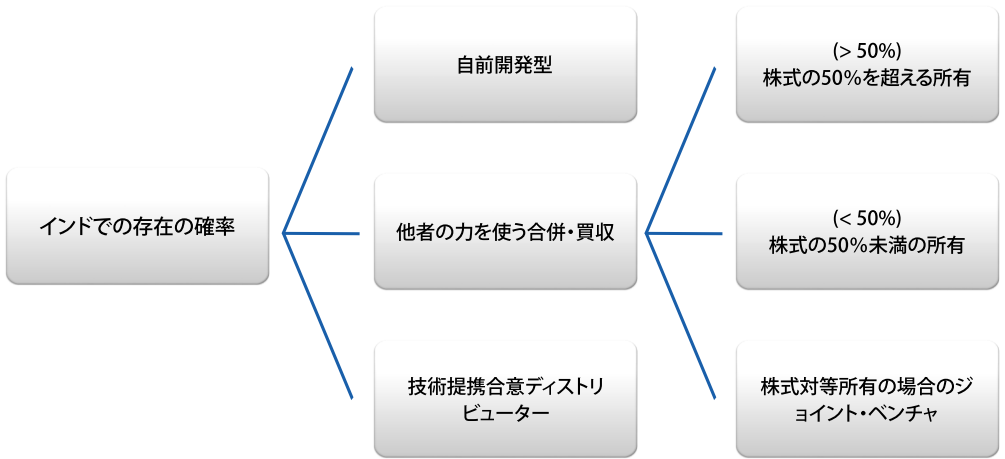 インドでの存在の確率
自前開発型
他者の力を使う合併・買収
技術提携合意ディストリ
ビューター
(> 50%)
株式の50%を超える所有
(< 50%)
株式の50%未満の所有
株式対等所有の場合のジ
ョイント・ベンチャ